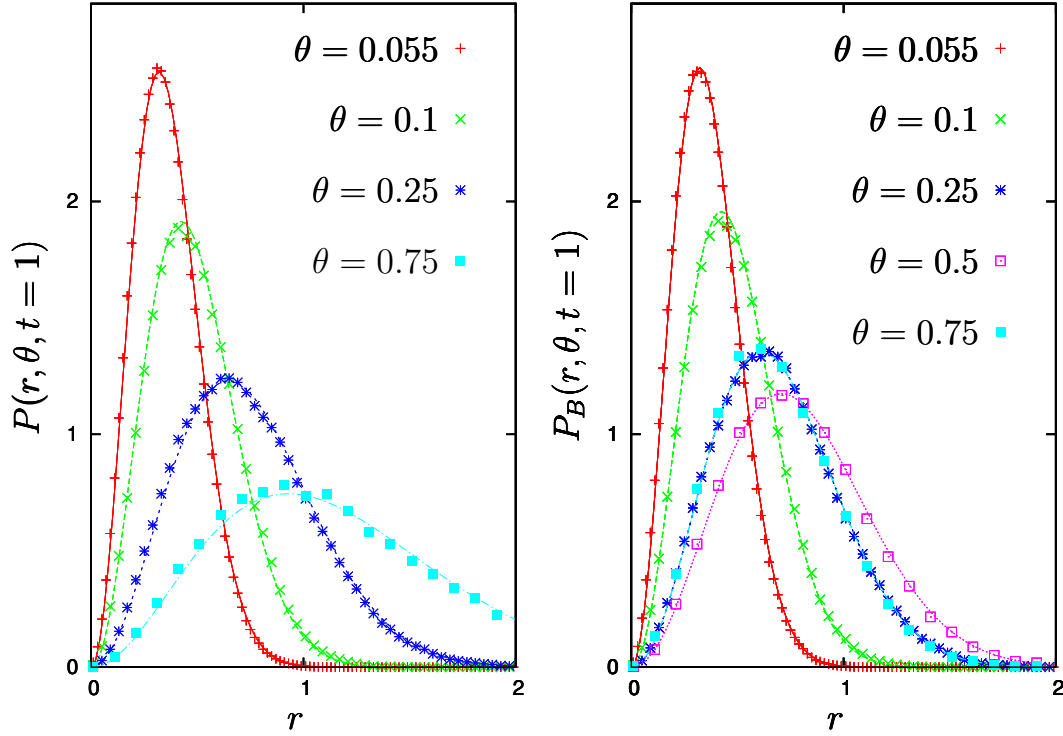 θ = 0.055
θ = 0.1
θ = 0.25
θ = 0.75
P(r, θ, t = 1)
2
1
0
0
1
2
r
θ = 0.055
θ = 0.1
θ = 0.25
θ = 0.5
θ = 0.75
P_B(r, θ, t = 1)
2
1
0
0
1
2
r